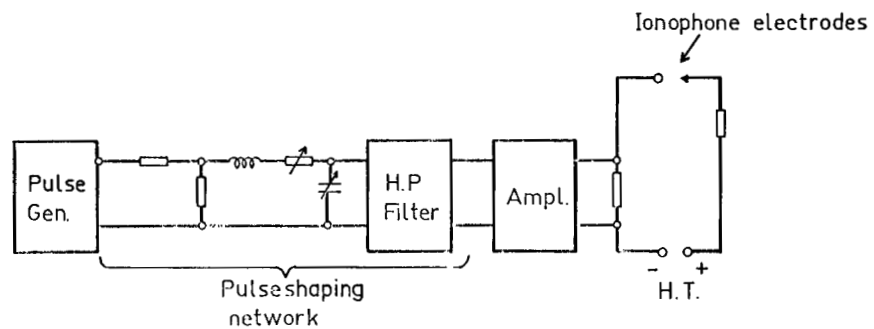 Ionophone electrodes
Pulse
Gen.
H.P
Filter
Ampl.
- +
H.T.
Pulseshaping
network